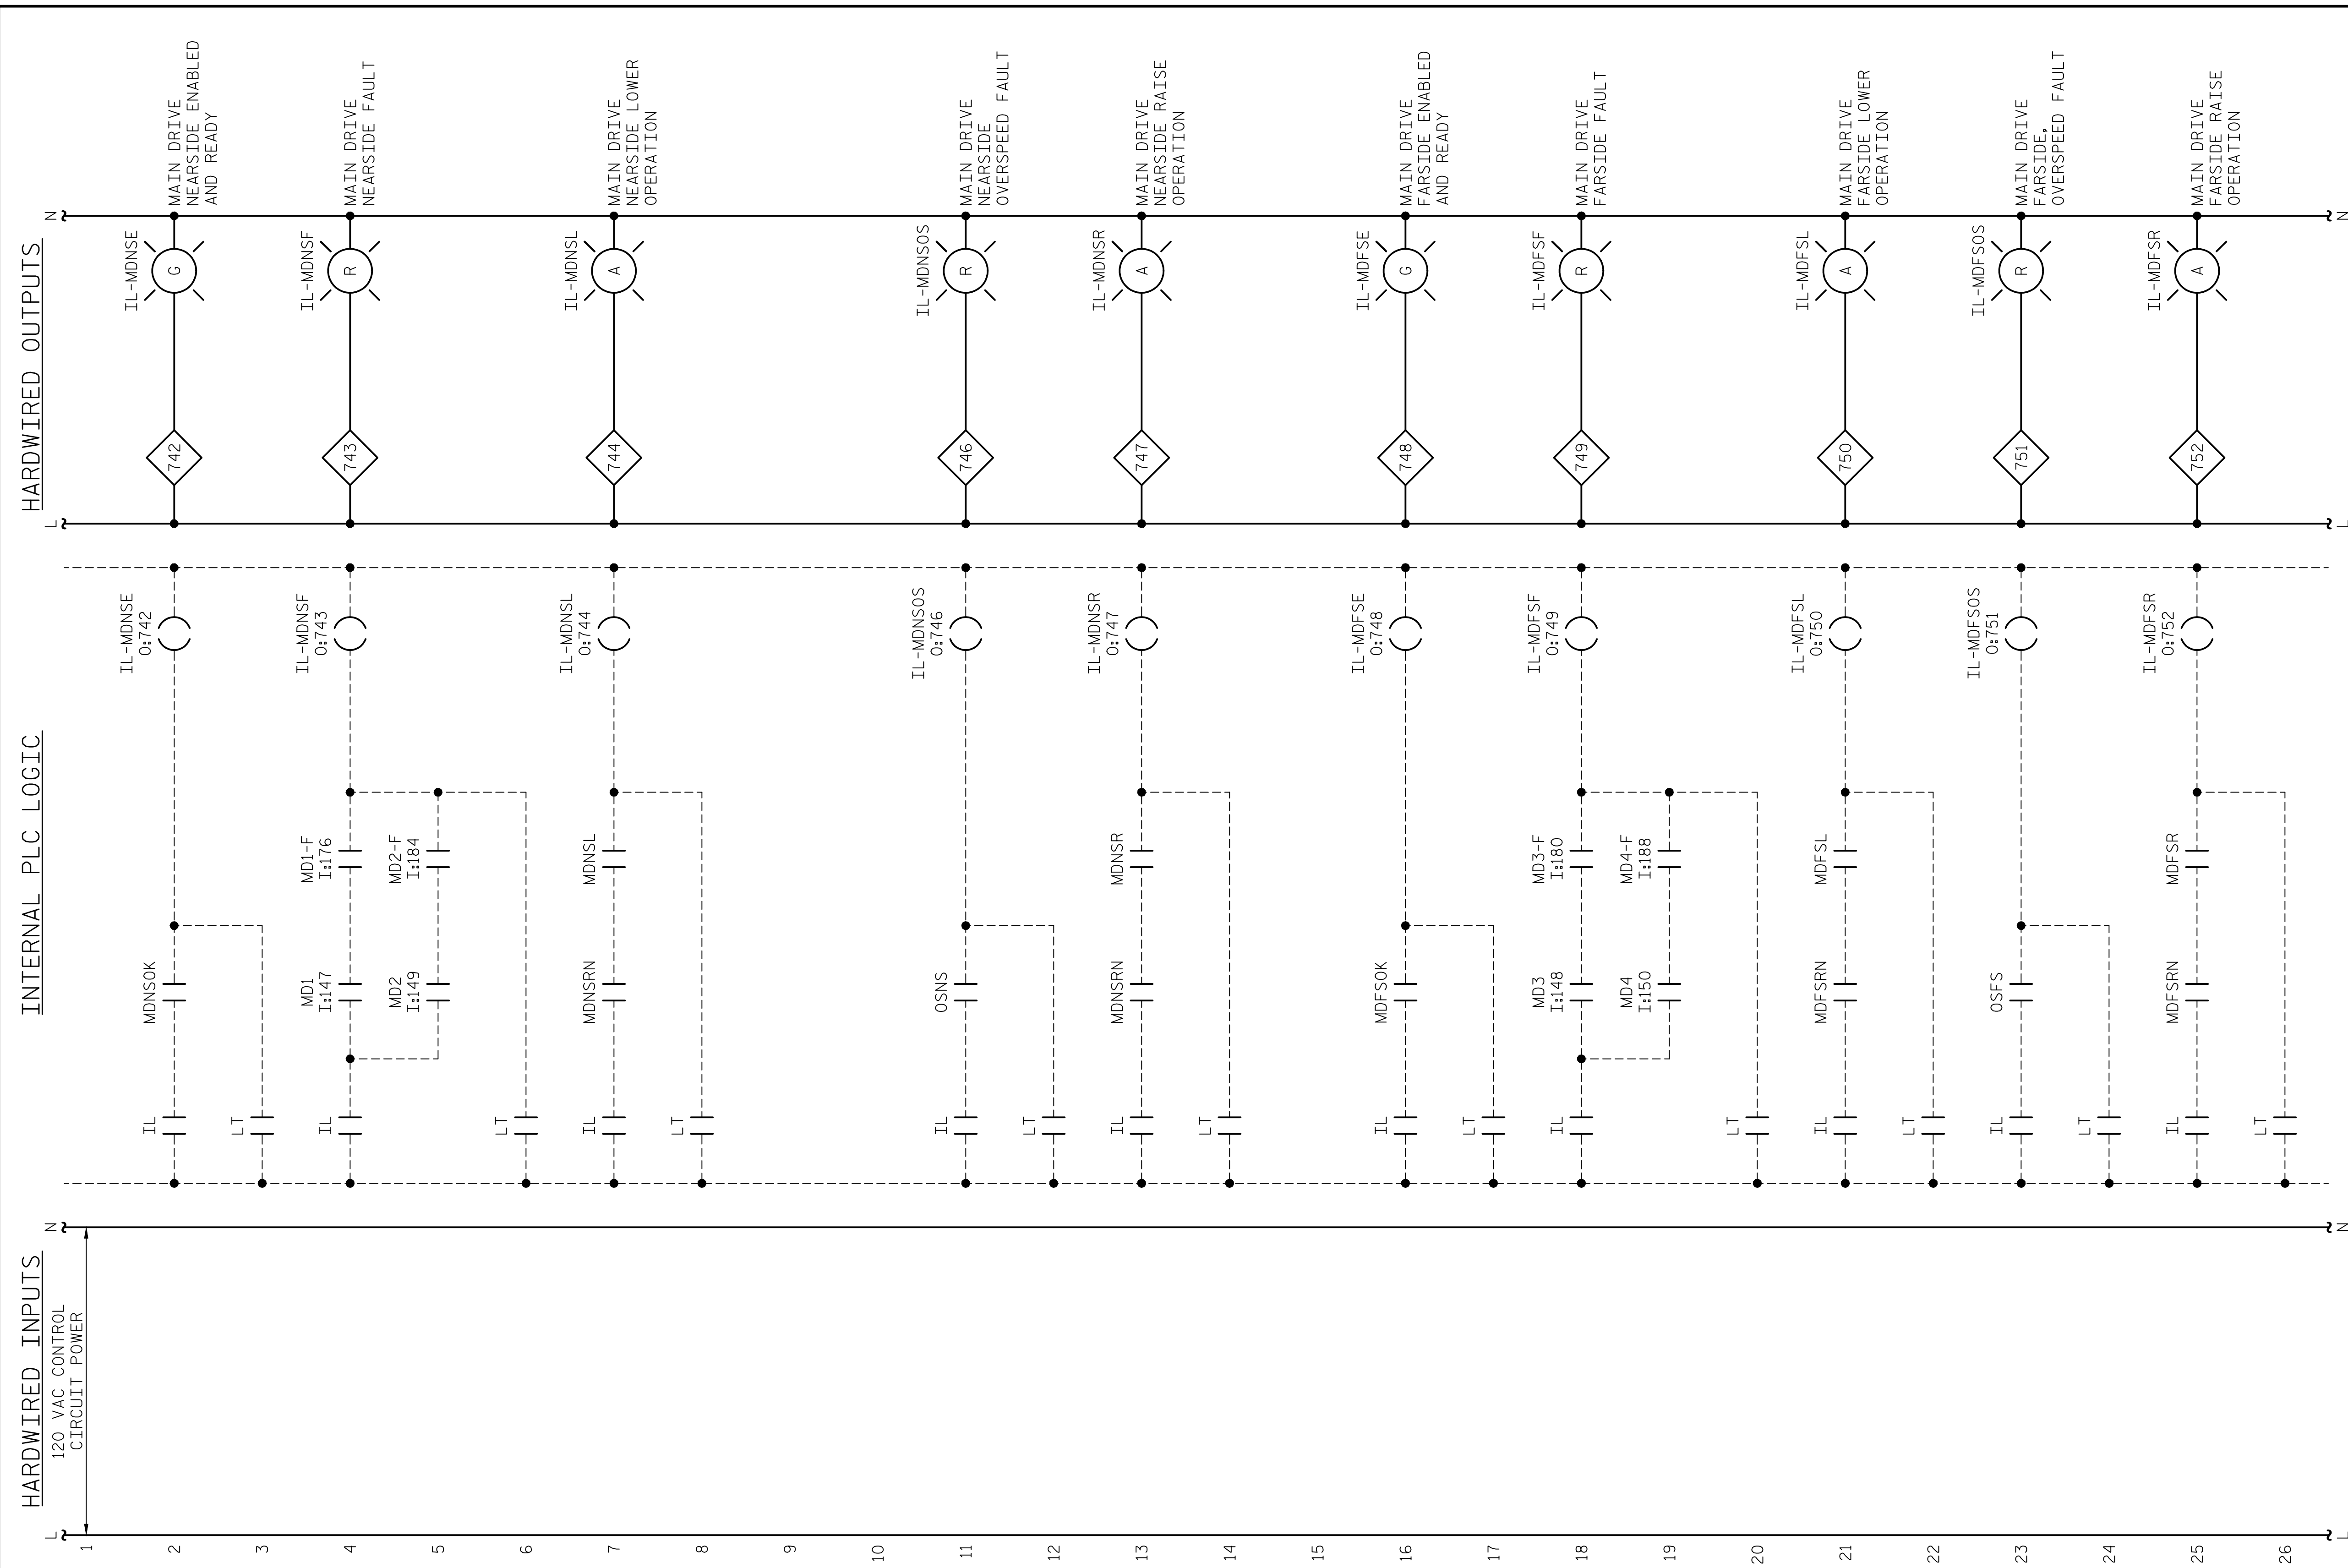 HARDWIRED INPUTS
INTERNAL PLC LOGIC
HARDWIRED OUTPUTS
L
120 VAC CONTROL
CIRCUIT POWER
N
L
N
1
2
IL
MDNSOK
IL-MDNSE
O:742
742
IL-MDNSE
G
MAIN DRIVE
NEARSIDE ENABLED
AND READY
3
LT
4
IL
MD1
I:147
MD1-F
I:176
IL-MDNSF
O:743
743
IL-MDNSF
R
MAIN DRIVE
NEARSIDE FAULT
5
MD2
I:149
MD2-F
I:184
6
LT
7
IL
MDNSRN
MDNSL
IL-MDNSL
O:744
744
IL-MDNSL
A
MAIN DRIVE
NEARSIDE LOWER
OPERATION
8
LT
9
10
11
IL
OSNS
IL-MDNSOS
O:746
746
IL-MDNSOS
R
MAIN DRIVE
NEARSIDE
OVERSPEED FAULT
12
LT
13
IL
MDNSRN
MDNSR
IL-MDNSR
O:747
747
IL-MDNSR
A
MAIN DRIVE
NEARSIDE RAISE
OPERATION
14
LT
15
16
IL
MDFSOK
IL-MDFSE
O:748
748
IL-MDFSE
G
MAIN DRIVE
FARSIDE ENABLED
AND READY
17
LT
18
IL
MD3
I:148
MD3-F
I:180
IL-MDFSF
O:749
749
IL-MDFSF
R
MAIN DRIVE
FARSIDE FAULT
19
MD4
I:150
MD4-F
I:188
20
LT
21
IL
MDFSRN
MDFSL
IL-MDFSL
O:750
750
IL-MDFSL
A
MAIN DRIVE
FARSIDE LOWER
OPERATION
22
LT
23
IL
OSFS
IL-MDFSOS
O:751
751
IL-MDFSOS
R
MAIN DRIVE
FARSIDE,
OVERSPEED FAULT
24
LT
25
IL
MDFSRN
MDFSR
IL-MDFSR
O:752
752
IL-MDFSR
A
MAIN DRIVE
FARSIDE RAISE
OPERATION
26
LT
L
N
L
N